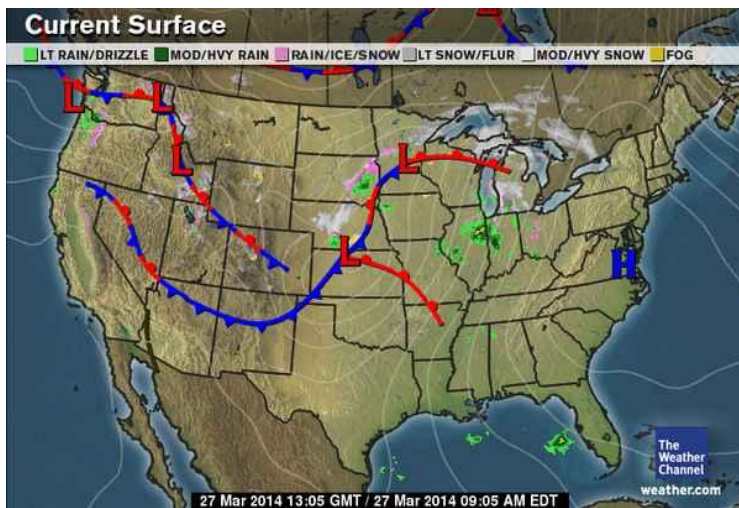 Current Surface
LT RAIN/DRIZZLE MOD/HVY RAIN RAIN/ICE/SNOW LT SNOW/FLUR MOD/HVY SNOW FOG
L
L
L
L
L
L
H
The
Weather
Channel
weather.com
27 Mar 2014 13:05 GMT / 27 Mar 2014 09:05 AM EDT